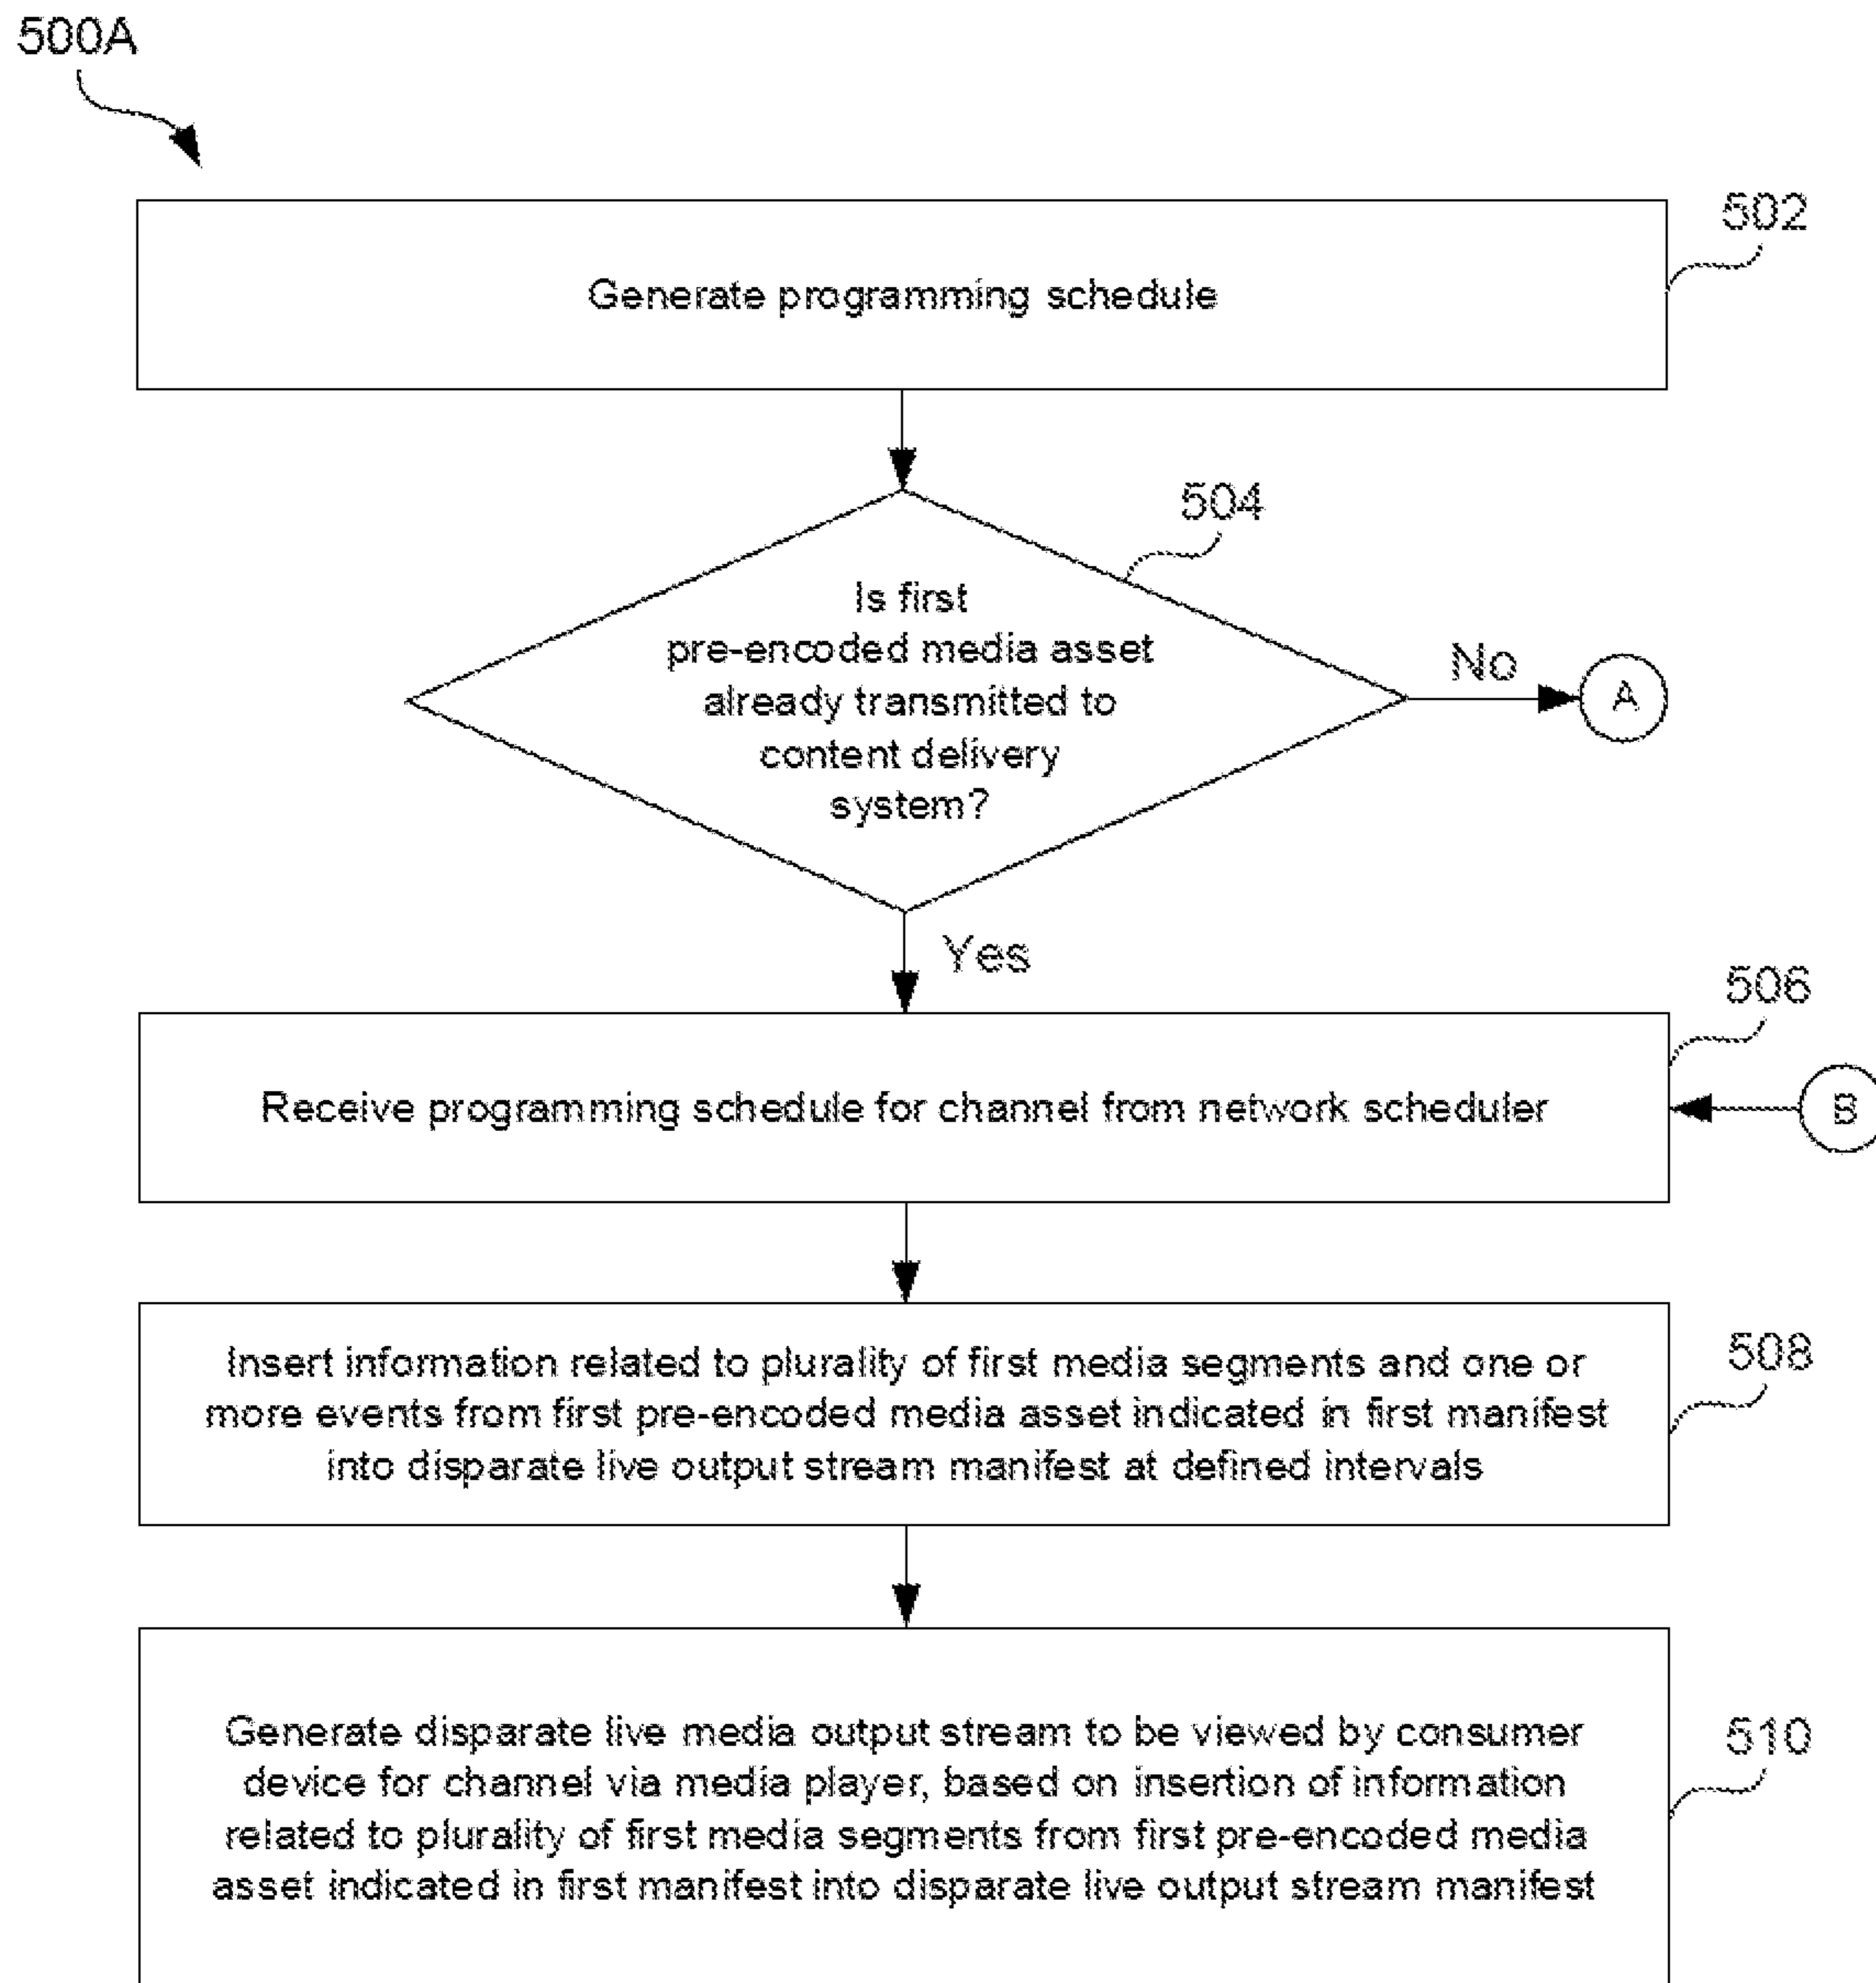 500A
502
Generate programming schedule
504
Is first
pre-encoded media asset
already transmitted to
content delivery
system?
No
A
Yes
506
Receive programming schedule for channel from network scheduler
B
Insert information related to plurality of first media segments and one or
more events from first pre-encoded media asset indicated in first manifest
into disparate live output stream manifest at defined intervals
508
Generate disparate live media output stream to be viewed by consumer
device for channel via media player, based on insertion of information
related to plurality of first media segments from first pre-encoded media
asset indicated in first manifest into disparate live output stream manifest
510